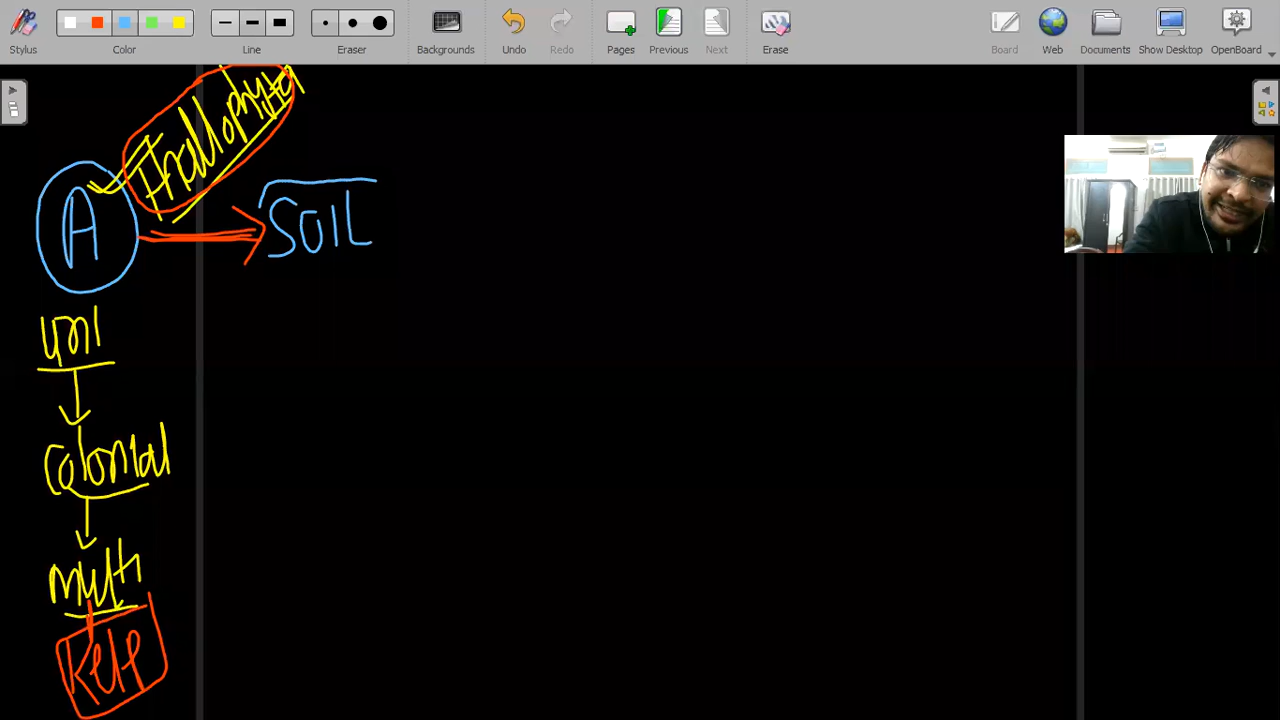 Stylus
Color
Line
Eraser
Backgrounds
Undo
Redo
Pages
Previous
Next
Erase
Board
Web
Documents
Show Desktop
OpenBoard
Thallophyta
A
SOIL
uni
colonial
multi
Kelp